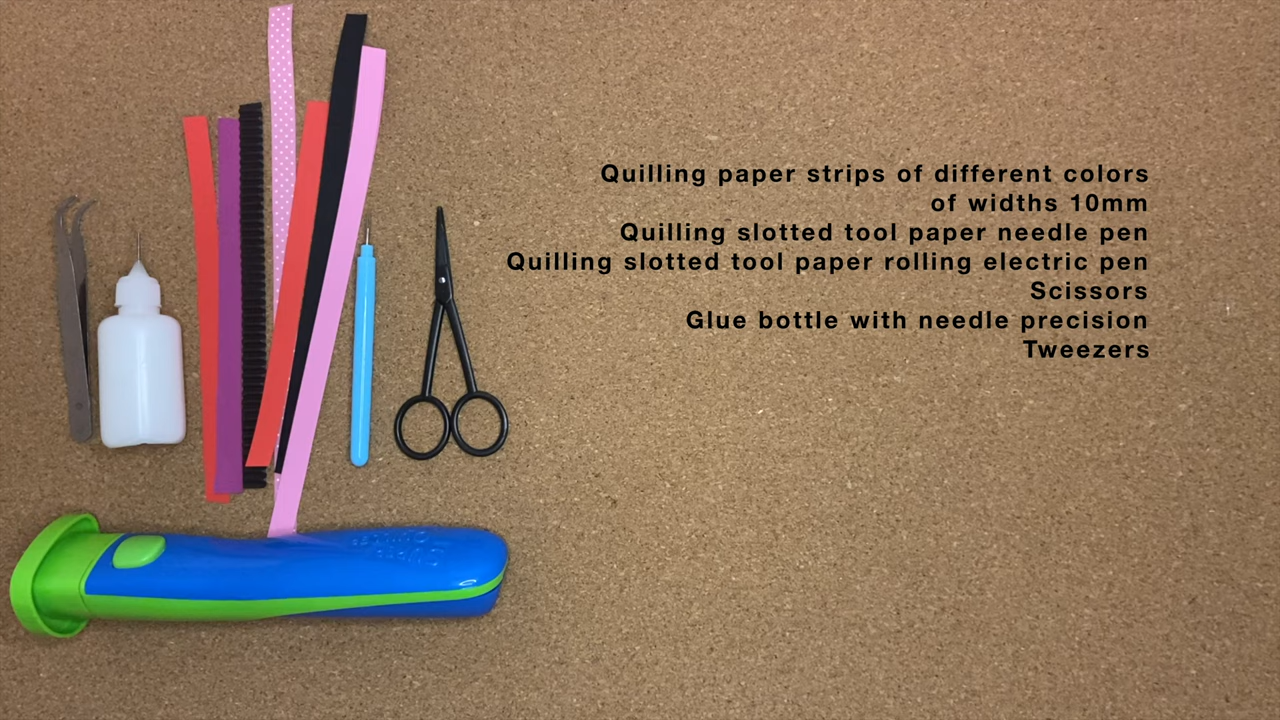 Quilling paper strips of different colors
of widths 10mm
Quilling slotted tool paper needle pen
Quilling slotted tool paper rolling electric pen
Scissors
Glue bottle with needle precision
Tweezers